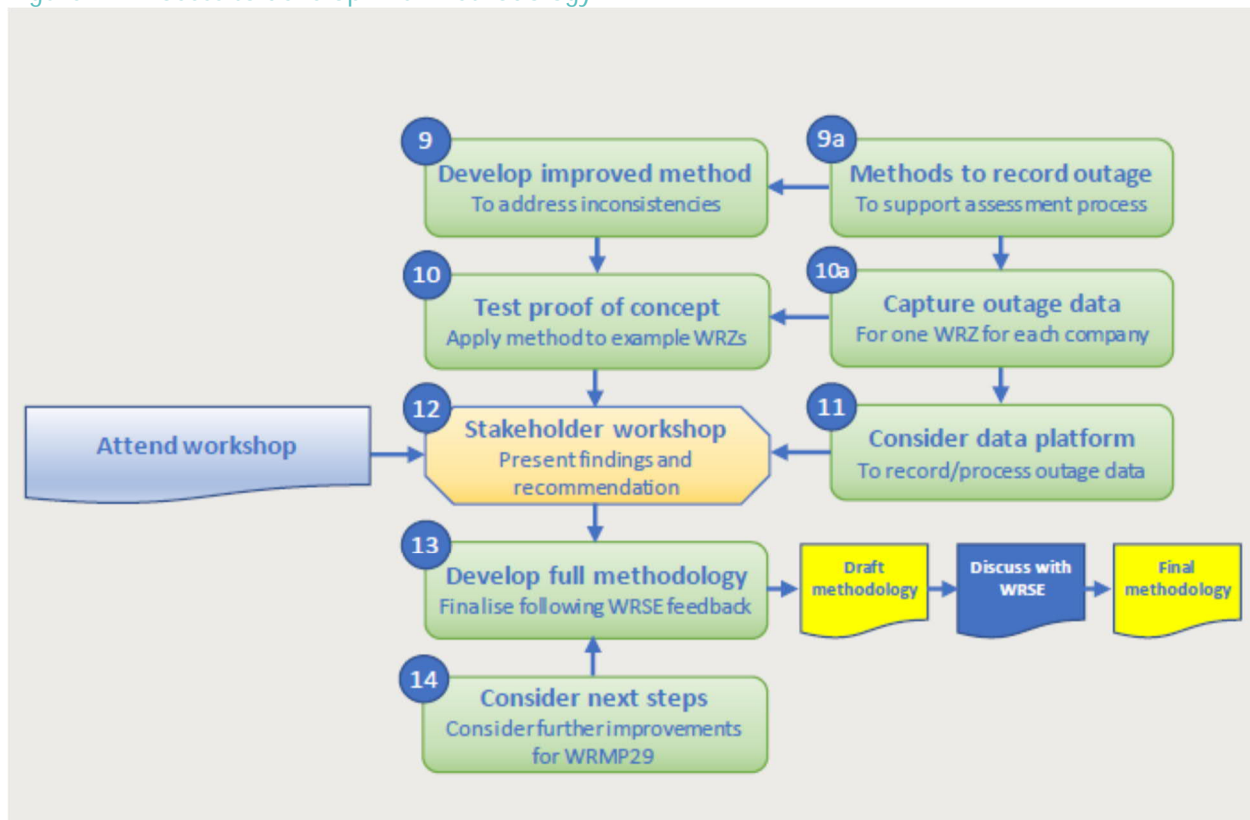 9
Develop improved method
To address inconsistencies
9a
Methods to record outage
To support assessment process
10
Test proof of concept
Apply method to example WRZs
10a
Capture outage data
For one WRZ for each company
Attend workshop
12
Stakeholder workshop
Present findings and
recommendation
11
Consider data platform
To record/process outage data
13
Develop full methodology
Finalise following WRSE feedback
Draft
methodology
Discuss with
WRSE
Final
methodology
14
Consider next steps
Consider further improvements
for WRMP29